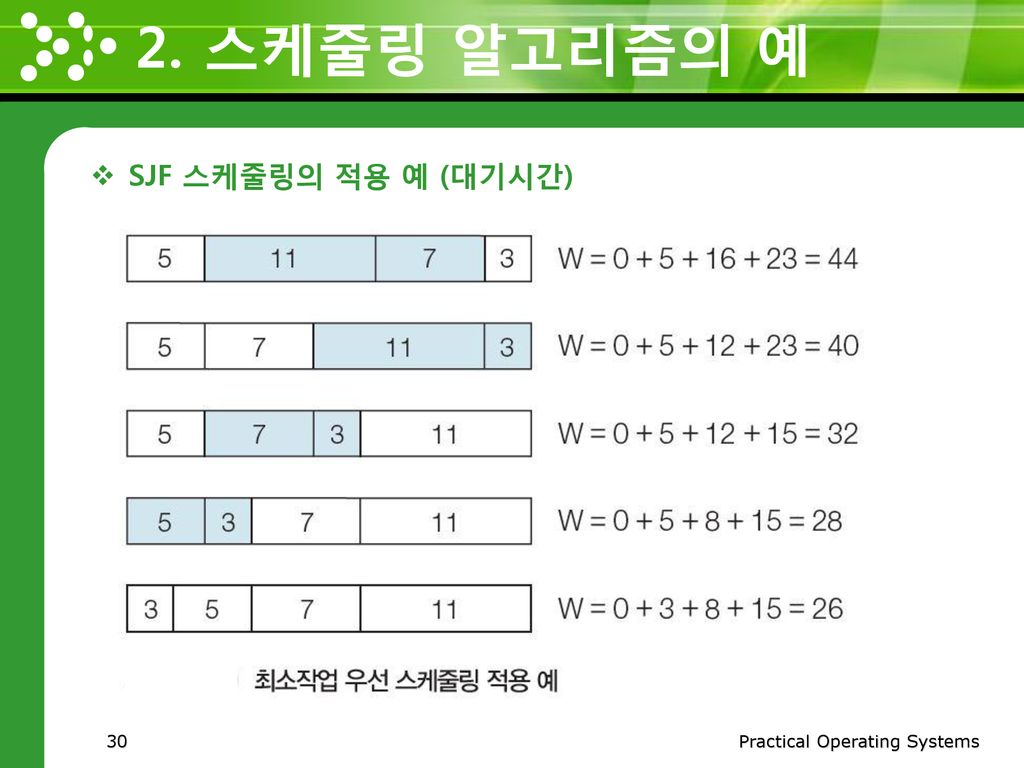 2. 스케줄링 알고리즘의 예
SJF 스케줄링의 적용 예 (대기시간)
5 11 7 3 W = 0 + 5 + 16 + 23 = 44
5 7 11 3 W = 0 + 5 + 12 + 23 = 40
5 7 3 11 W = 0 + 5 + 12 + 15 = 32
5 3 7 11 W = 0 + 5 + 8 + 15 = 28
3 5 7 11 W = 0 + 3 + 8 + 15 = 26
최소작업 우선 스케줄링 적용 예
30 Practical Operating Systems